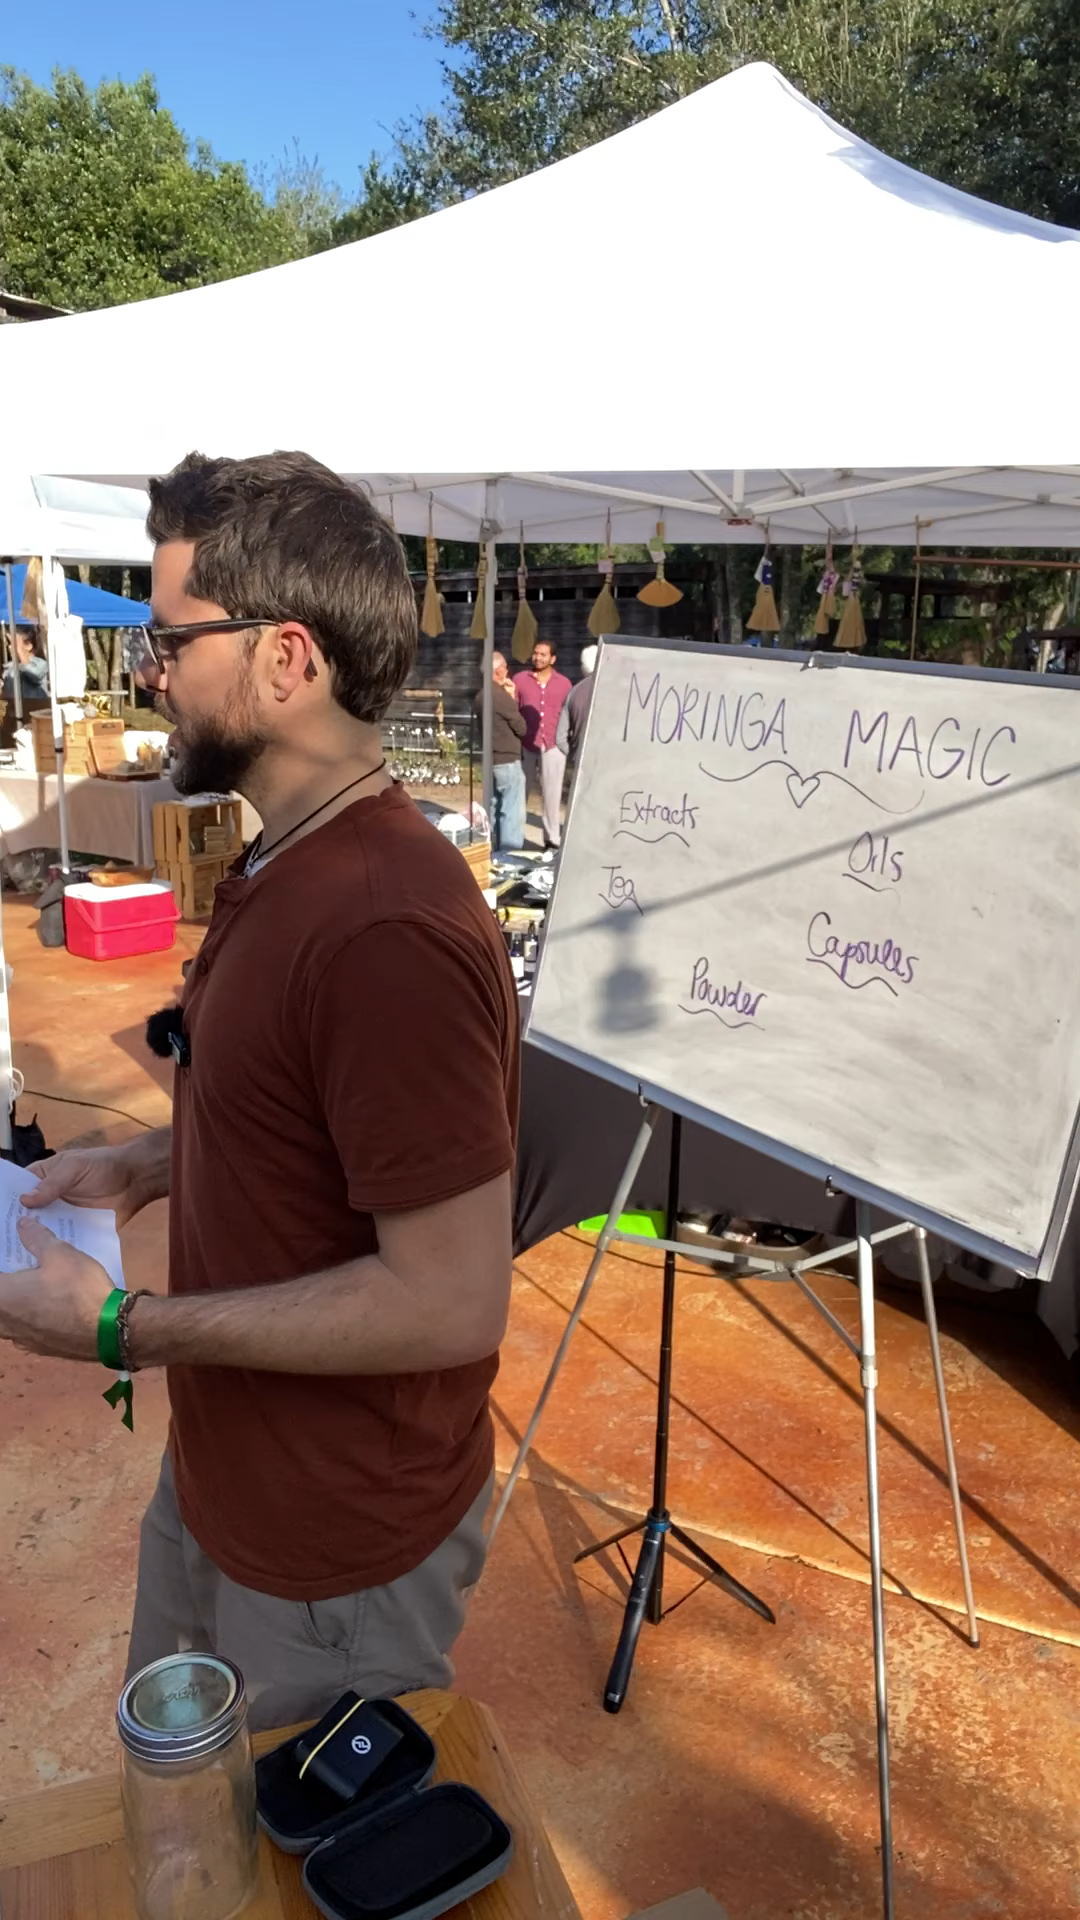 MORINGA MAGIC
Extracts
Oils
Tea
Capsules
Powder